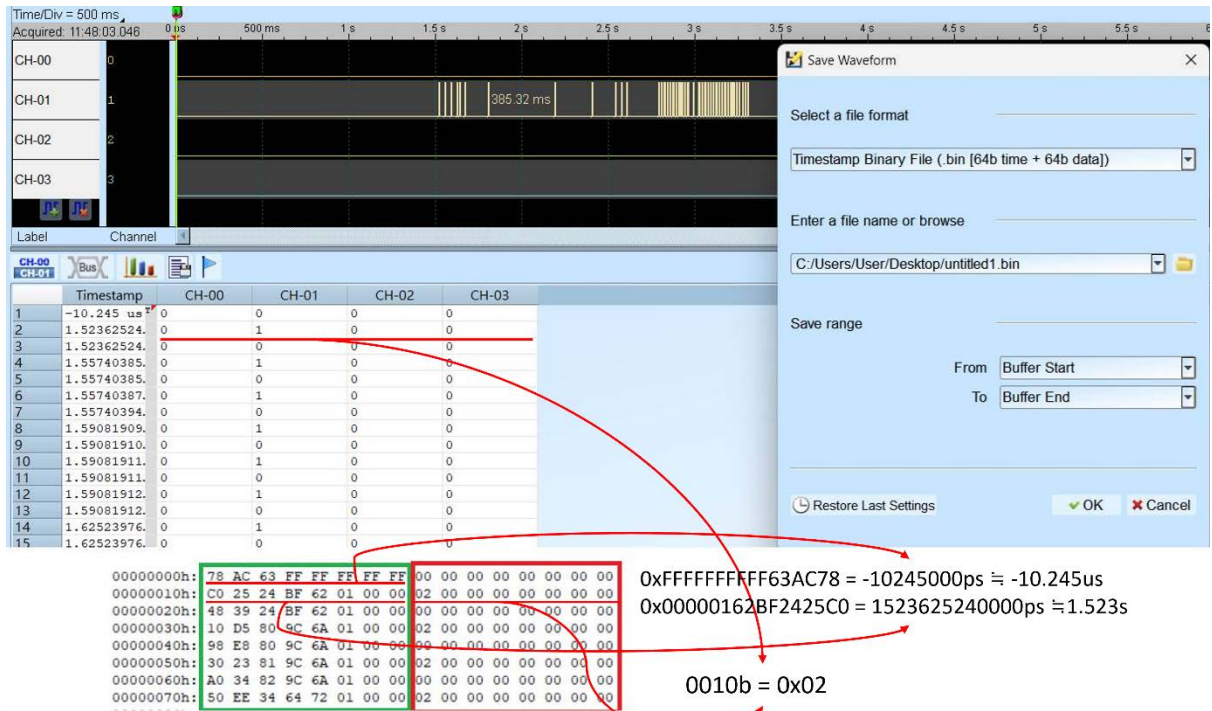 Time/Div = 500 ms
Acquired: 11:48:03.046
0 ps 500 ms 1 s 1.5 s 2 s 2.5 s 3 s 3.5 s 4 s 4.5 s 5 s 5.5 s
CH-00 0
CH-01 1 385.32 ms
CH-02 2
CH-03 3
Label Channel
Save Waveform
Select a file format
Timestamp Binary File (.bin [64b time + 64b data])
Enter a file name or browse
C:/Users/User/Desktop/untitled1.bin
Save range
From Buffer Start
To Buffer End
Restore Last Settings OK Cancel
CH-00 CH-01 Bus
Timestamp CH-00 CH-01 CH-02 CH-03
1 -10.245 us T 0 0 0 0
2 1.52362524. 0 1 0 0
3 1.52362524. 0 0 0 0
4 1.55740385. 0 1 0 0
5 1.55740385. 0 0 0 0
6 1.55740387. 0 1 0 0
7 1.55740394. 0 0 0 0
8 1.59081909. 0 1 0 0
9 1.59081910. 0 0 0 0
10 1.59081911. 0 1 0 0
11 1.59081911. 0 0 0 0
12 1.59081912. 0 1 0 0
13 1.59081912. 0 0 0 0
14 1.62523976. 0 1 0 0
15 1.62523976. 0 0 0 0
00000000h: 78 AC 63 FF FF FF FF FF 00 00 00 00 00 00 00 00
00000010h: C0 25 24 BF 62 01 00 00 02 00 00 00 00 00 00 00
00000020h: 48 39 24 BF 62 01 00 00 00 00 00 00 00 00 00 00
00000030h: 10 D5 80 9C 6A 01 00 00 02 00 00 00 00 00 00 00
00000040h: 98 E8 80 9C 6A 01 00 00 00 00 00 00 00 00 00 00
00000050h: 30 23 81 9C 6A 01 00 00 02 00 00 00 00 00 00 00
00000060h: A0 34 82 9C 6A 01 00 00 00 00 00 00 00 00 00 00
00000070h: 50 EE 34 64 72 01 00 00 02 00 00 00 00 00 00 00
0xFFFFFFFFFF63AC78 = -10245000ps ≒ -10.245us
0x00000162BF2425C0 = 1523625240000ps ≒1.523s
0010b = 0x02